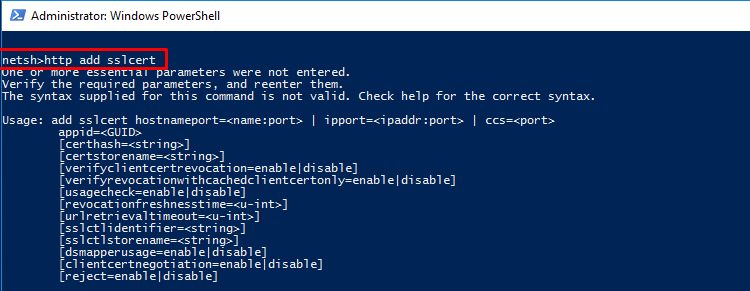 Administrator: Windows PowerShell
netsh>http add sslcert
One or more essential parameters were not entered.
Verify the required parameters, and reenter them.
The syntax supplied for this command is not valid. Check help for the correct syntax.
Usage: add sslcert hostnameport=<name:port> | ipport=<ipaddr:port> | ccs=<port>
appid=<GUID>
[certhash=<string>]
[certstorename=<string>]
[verifyclientcertrevocation=enable|disable]
[verifyrevocationwithcachedclientcertonly=enable|disable]
[usagecheck=enable|disable]
[revocationfreshnesstime=<u-int>]
[urlretrievaltimeout=<u-int>]
[sslctlidentifier=<string>]
[sslctlstorename=<string>]
[dsmapperusage=enable|disable]
[clientcertnegotiation=enable|disable]
[reject=enable|disable]